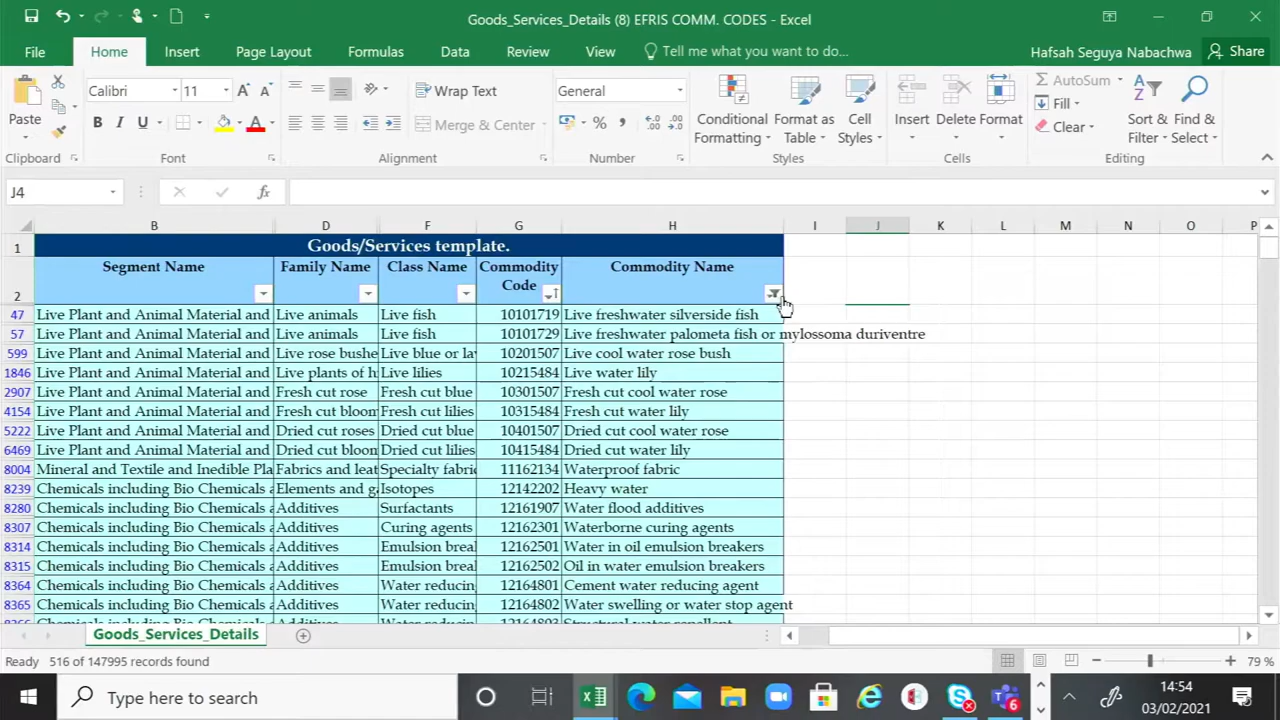 Goods_Services_Details (8) EFRIS COMM. CODES - Excel
File Home Insert Page Layout Formulas Data Review View Tell me what you want to do... Hafsah Seguya Nabachwa Share
Paste Calibri 11 Wrap Text General Conditional Formatting Format as Table Cell Styles Insert Delete Format AutoSum Sort & Filter Find & Select
B I U A Merge & Center % Fill
Clear
Clipboard Font Alignment Number Styles Cells Editing
J4 fx
B D F G H I J K L M N O P
1 Goods/Services template.
2 Segment Name Family Name Class Name Commodity Code Commodity Name
47 Live Plant and Animal Material and Live animals Live fish 10101719 Live freshwater silverside fish
57 Live Plant and Animal Material and Live animals Live fish 10101729 Live freshwater palometa fish or mylossoma duriventre
599 Live Plant and Animal Material and Live rose bushe Live blue or lav 10201507 Live cool water rose bush
1846 Live Plant and Animal Material and Live plants of h Live lilies 10215484 Live water lily
2907 Live Plant and Animal Material and Fresh cut rose Fresh cut blue 10301507 Fresh cut cool water rose
4154 Live Plant and Animal Material and Fresh cut bloom Fresh cut lilies 10315484 Fresh cut water lily
5222 Live Plant and Animal Material and Dried cut roses Dried cut blue 10401507 Dried cut cool water rose
6469 Live Plant and Animal Material and Dried cut bloom Dried cut lilies 10415484 Dried cut water lily
8004 Mineral and Textile and Inedible Pla Fabrics and leat Specialty fabric 11162134 Waterproof fabric
8239 Chemicals including Bio Chemicals a Elements and ga Isotopes 12142202 Heavy water
8280 Chemicals including Bio Chemicals a Additives Surfactants 12161907 Water flood additives
8307 Chemicals including Bio Chemicals a Additives Curing agents 12162301 Waterborne curing agents
8314 Chemicals including Bio Chemicals a Additives Emulsion brea 12162501 Water in oil emulsion breakers
8315 Chemicals including Bio Chemicals a Additives Emulsion brea 12162502 Oil in water emulsion breakers
8364 Chemicals including Bio Chemicals a Additives Water reducin 12164801 Cement water reducing agent
8365 Chemicals including Bio Chemicals a Additives Water reducin 12164802 Water swelling or water stop agent
8366 Chemicals including Bio Chemicals a Additives Water reducin 12164803 Structural water repellent
Goods_Services_Details
Ready 516 of 147995 records found 79 %
Type here to search 6 14:54
03/02/2021 6